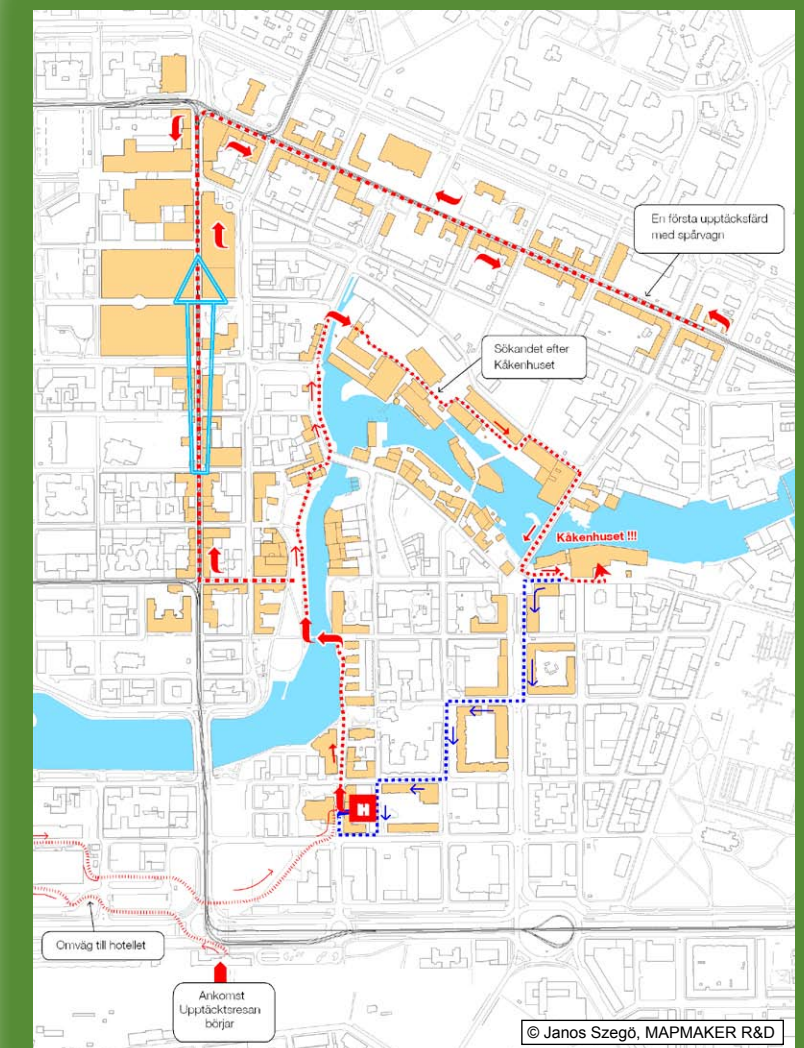 En första upptäcksfärd
med spårvagn
Sökandet efter
Kåkenhuset
Kåkenhuset !!!
Omväg till hotellet
Ankomst
Upptäcktsresan
börjar
© Janos Szegö, MAPMAKER R&D